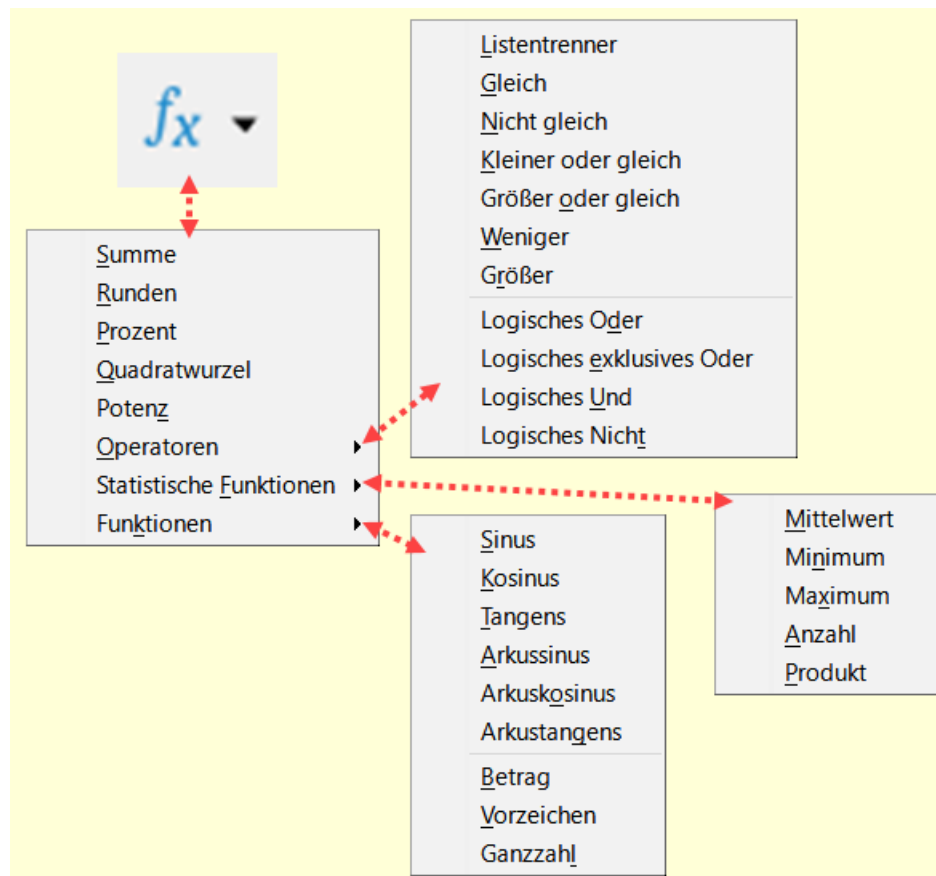 fx
Summe
Runden
Prozent
Quadratwurzel
Potenz
Operatoren
Statistische Funktionen
Funktionen
Listentrenner
Gleich
Nicht gleich
Kleiner oder gleich
Größer oder gleich
Weniger
Größer
Logisches Oder
Logisches exklusives Oder
Logisches Und
Logisches Nicht
Mittelwert
Minimum
Maximum
Anzahl
Produkt
Sinus
Kosinus
Tangens
Arkussinus
Arkuskosinus
Arkustangens
Betrag
Vorzeichen
Ganzzahl